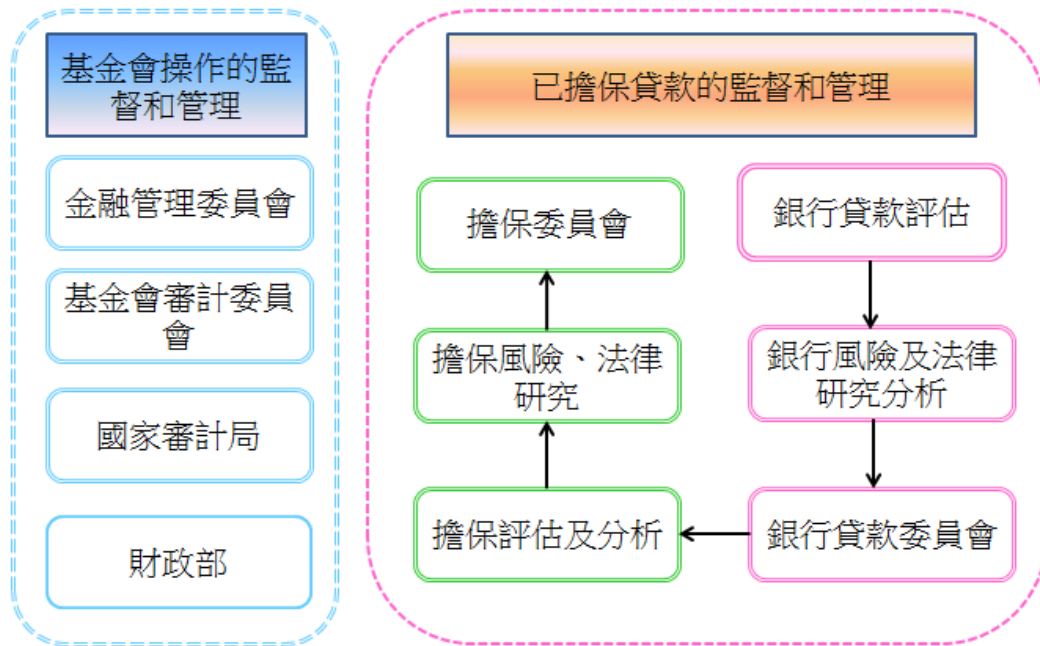 基金會操作的監
督和管理
金融管理委員會
基金會審計委員
會
國家審計局
財政部
已擔保貸款的監督和管理
擔保委員會
銀行貸款評估
擔保風險、法律
研究
銀行風險及法律
研究分析
擔保評估及分析
銀行貸款委員會